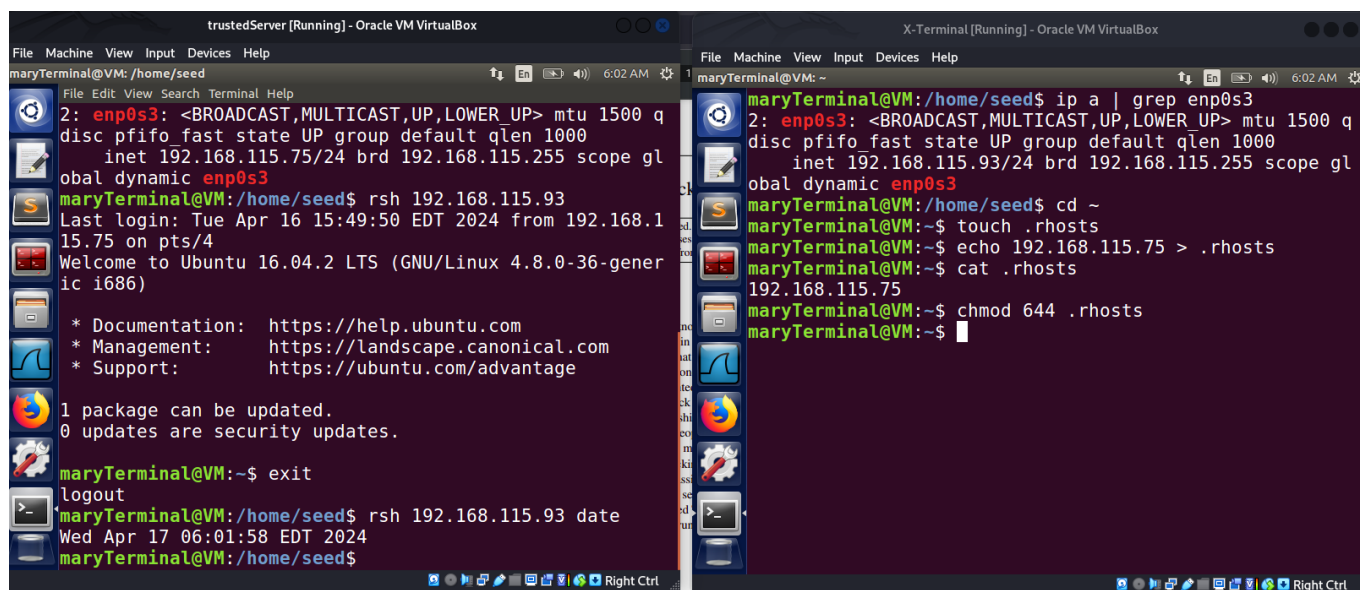 trustedServer [Running] - Oracle VM VirtualBox
File Machine View Input Devices Help
maryTerminal@VM: /home/seed
En
6:02 AM
File Edit View Search Terminal Help
2: enp0s3: <BROADCAST,MULTICAST,UP,LOWER_UP> mtu 1500 q
disc pfifo_fast state UP group default qlen 1000
inet 192.168.115.75/24 brd 192.168.115.255 scope gl
obal dynamic enp0s3
maryTerminal@VM:/home/seed$ rsh 192.168.115.93
Last login: Tue Apr 16 15:49:50 EDT 2024 from 192.168.1
15.75 on pts/4
Welcome to Ubuntu 16.04.2 LTS (GNU/Linux 4.8.0-36-gener
ic i686)
* Documentation: https://help.ubuntu.com
* Management: https://landscape.canonical.com
* Support: https://ubuntu.com/advantage
1 package can be updated.
0 updates are security updates.
maryTerminal@VM:~$ exit
logout
maryTerminal@VM:/home/seed$ rsh 192.168.115.93 date
Wed Apr 17 06:01:58 EDT 2024
maryTerminal@VM:/home/seed$
Right Ctrl
X-Terminal [Running] - Oracle VM VirtualBox
File Machine View Input Devices Help
maryTerminal@VM: ~
En
6:02 AM
maryTerminal@VM:/home/seed$ ip a | grep enp0s3
2: enp0s3: <BROADCAST,MULTICAST,UP,LOWER_UP> mtu 1500 q
disc pfifo_fast state UP group default qlen 1000
inet 192.168.115.93/24 brd 192.168.115.255 scope gl
obal dynamic enp0s3
maryTerminal@VM:/home/seed$ cd ~
maryTerminal@VM:~$ touch .rhosts
maryTerminal@VM:~$ echo 192.168.115.75 > .rhosts
maryTerminal@VM:~$ cat .rhosts
192.168.115.75
maryTerminal@VM:~$ chmod 644 .rhosts
maryTerminal@VM:~$
Right Ctrl